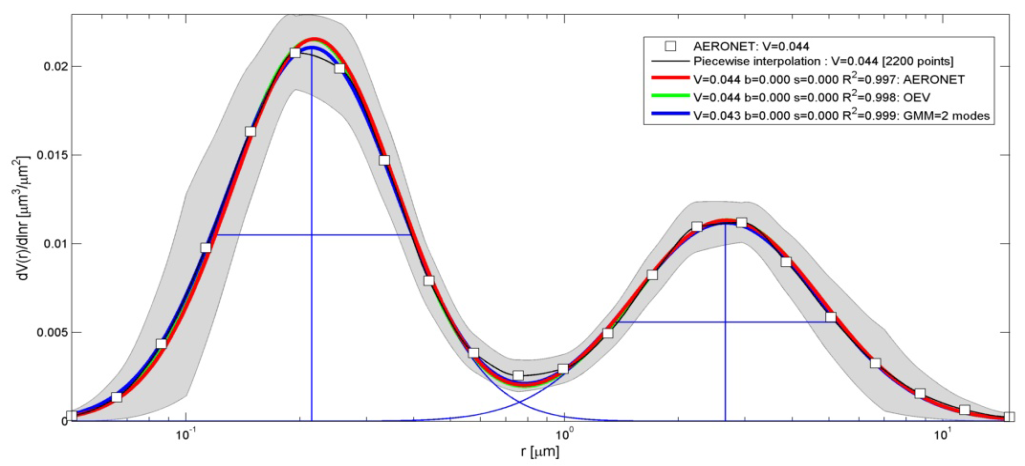 AERONET: V=0.044
Piecewise interpolation : V=0.044 [2200 points]
V=0.044 b=0.000 s=0.000 R²=0.997: AERONET
V=0.044 b=0.000 s=0.000 R²=0.998: OEV
V=0.043 b=0.000 s=0.000 R²=0.999: GMM=2 modes
dV(r)/dlnr [μm³/μm²]
0.02
0.015
0.01
0.005
0
10⁻¹
10⁰
10¹
r [μm]